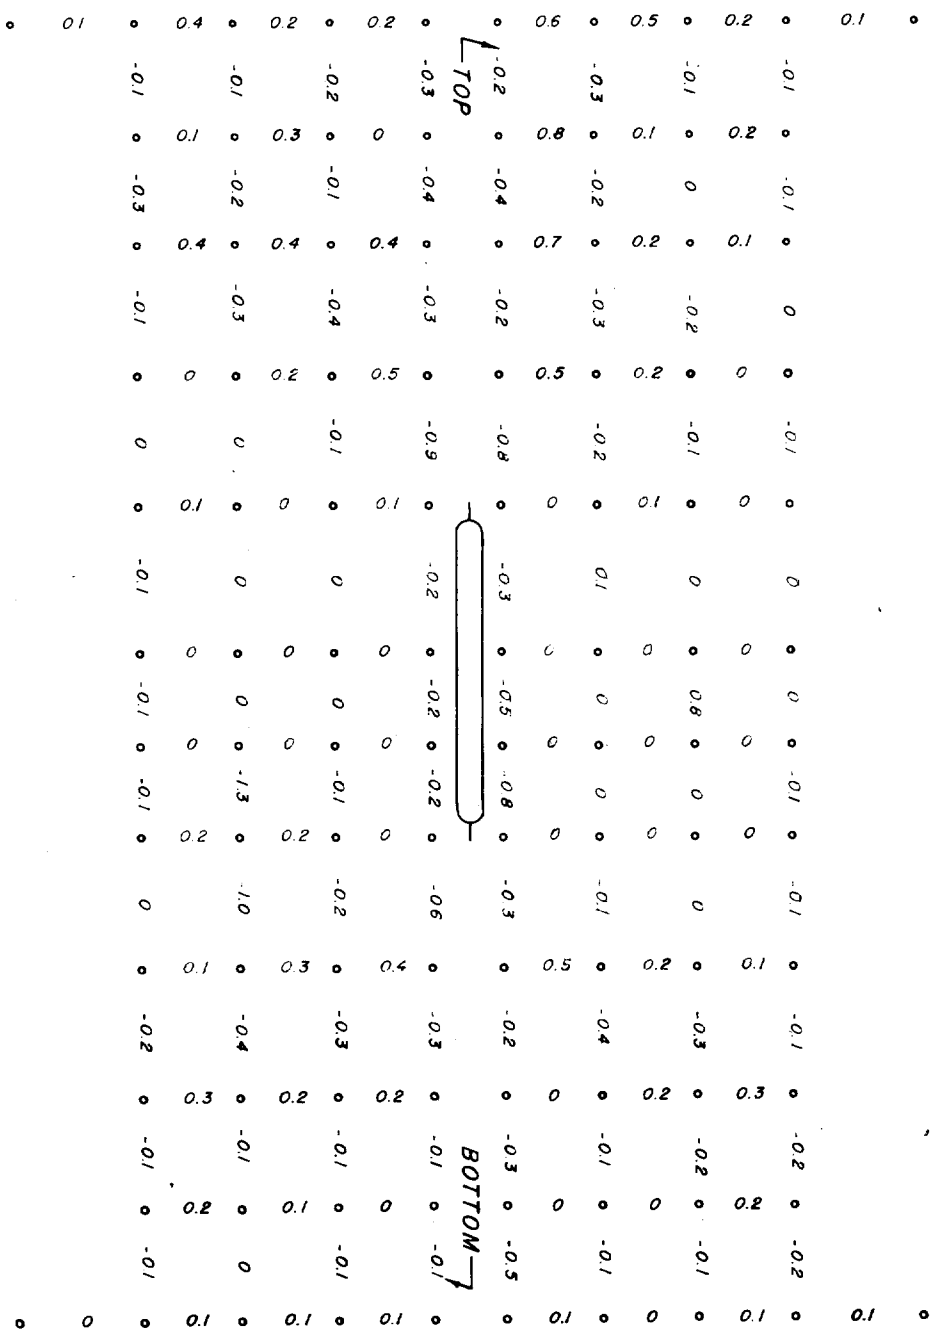 0.1 0.4 0.2 0.2 0.6 0.5 0.2 0.1
TOP
-0.1 -0.1 -0.2 -0.3 -0.2 -0.3 -0.1 -0.1
0.1 0.3 0 0.8 0.1 0.2
-0.3 -0.2 -0.1 -0.4 -0.4 -0.2 0 -0.1
0.4 0.4 0.4 0.7 0.2 0.1
-0.1 -0.3 -0.4 -0.3 -0.2 -0.3 -0.2 0
0 0.2 0.5 0.5 0.2 0
0 0 -0.1 -0.9 -0.8 -0.2 -0.1 -0.1
0.1 0 0.1 0 0.1 0
-0.1 0 0 -0.2 -0.3 0.1 0 0
0 0 0 0 0 0
-0.1 0 0 -0.2 -0.5 0 0.8 0
0 0 0 0 0 0
-0.1 -1.3 -0.1 -0.2 -0.8 0 0 -0.1
0.2 0.2 0 0 0 0
0 -1.0 -0.2 -0.6 -0.3 -0.1 0 -0.1
0.1 0.3 0.4 0.5 0.2 0.1
-0.2 -0.4 -0.3 -0.3 -0.2 -0.4 -0.3 -0.1
0.3 0.2 0.2 0 0.2 0.3
-0.1 -0.1 -0.1 -0.1 -0.3 -0.1 -0.2 -0.2
BOTTOM
0.2 0.1 0 0 0 0.2
-0.1 0 -0.1 -0.1 -0.5 -0.1 -0.1 -0.2
0 0.1 0.1 0.1 0.1 0 0.1 0.1